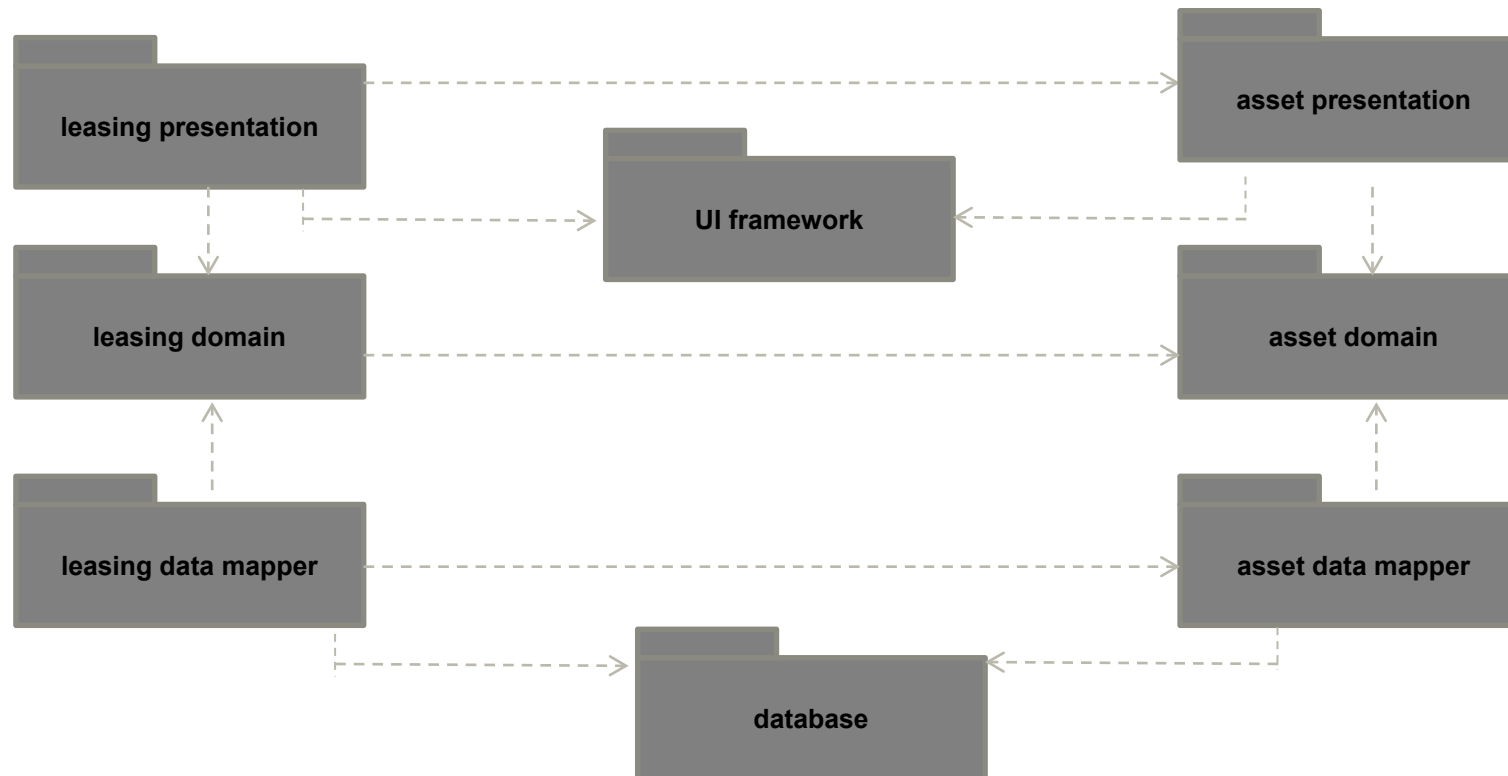 leasing presentation
asset presentation
UI framework
leasing domain
asset domain
leasing data mapper
asset data mapper
database